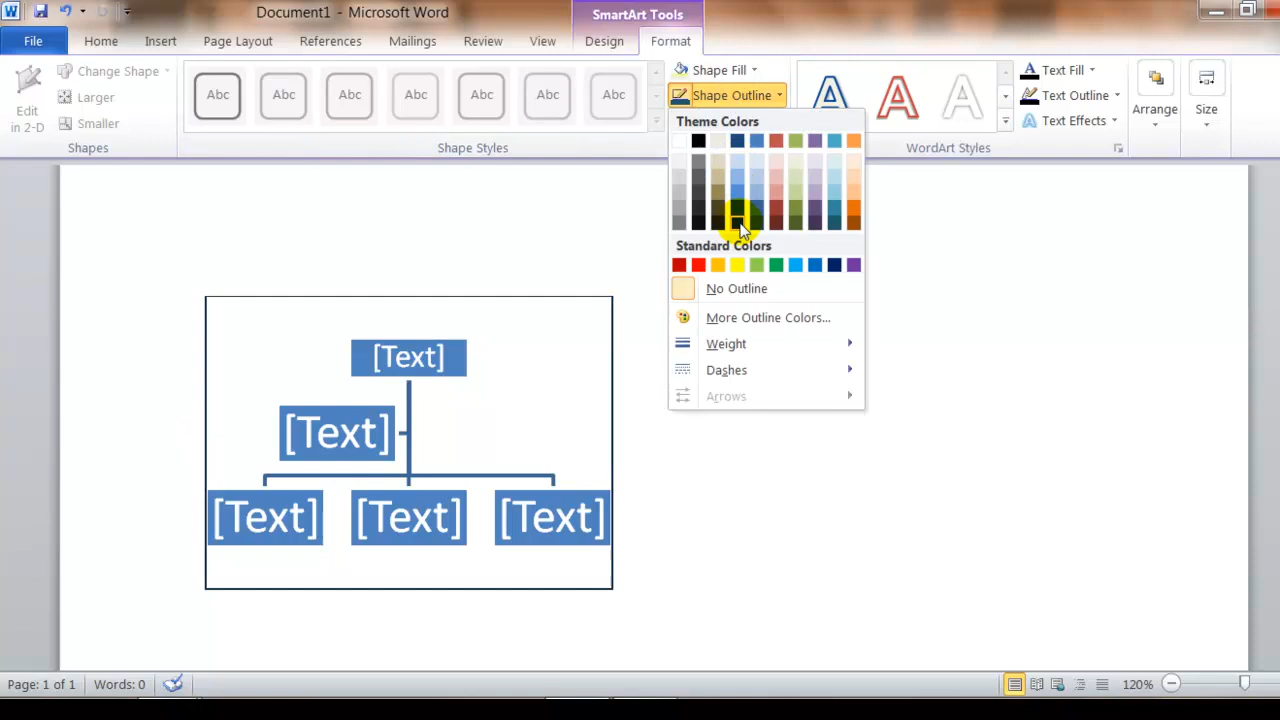 Document1 - Microsoft Word
SmartArt Tools
File Home Insert Page Layout References Mailings Review View Design Format
Edit in 2-D
Change Shape
Larger
Smaller
Shapes
Abc Abc Abc Abc Abc Abc Abc
Shape Styles
Shape Fill
Shape Outline
A A A
WordArt Styles
Text Fill
Text Outline
Text Effects
Arrange
Size
Theme Colors
Standard Colors
No Outline
More Outline Colors...
Weight
Dashes
Arrows
[Text]
[Text]
[Text] [Text] [Text]
Page: 1 of 1 Words: 0 120%